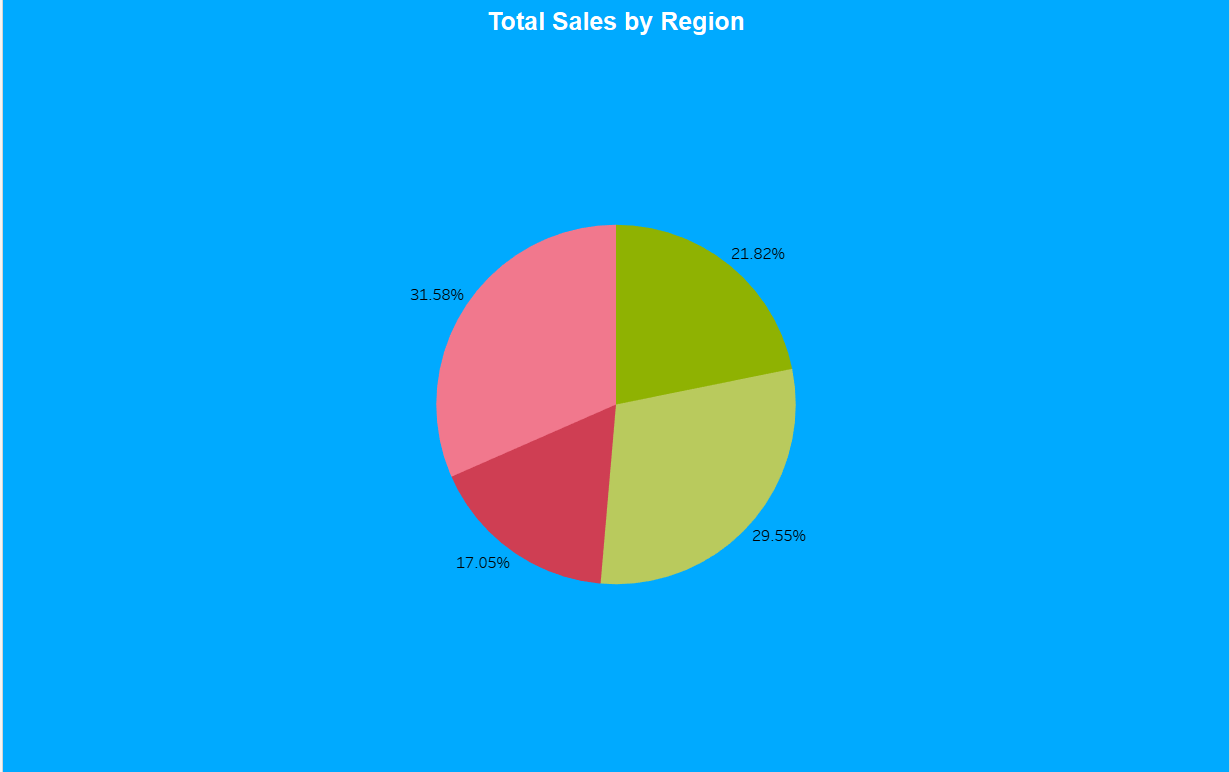 Total Sales by Region
21.82%
31.58%
29.55%
17.05%